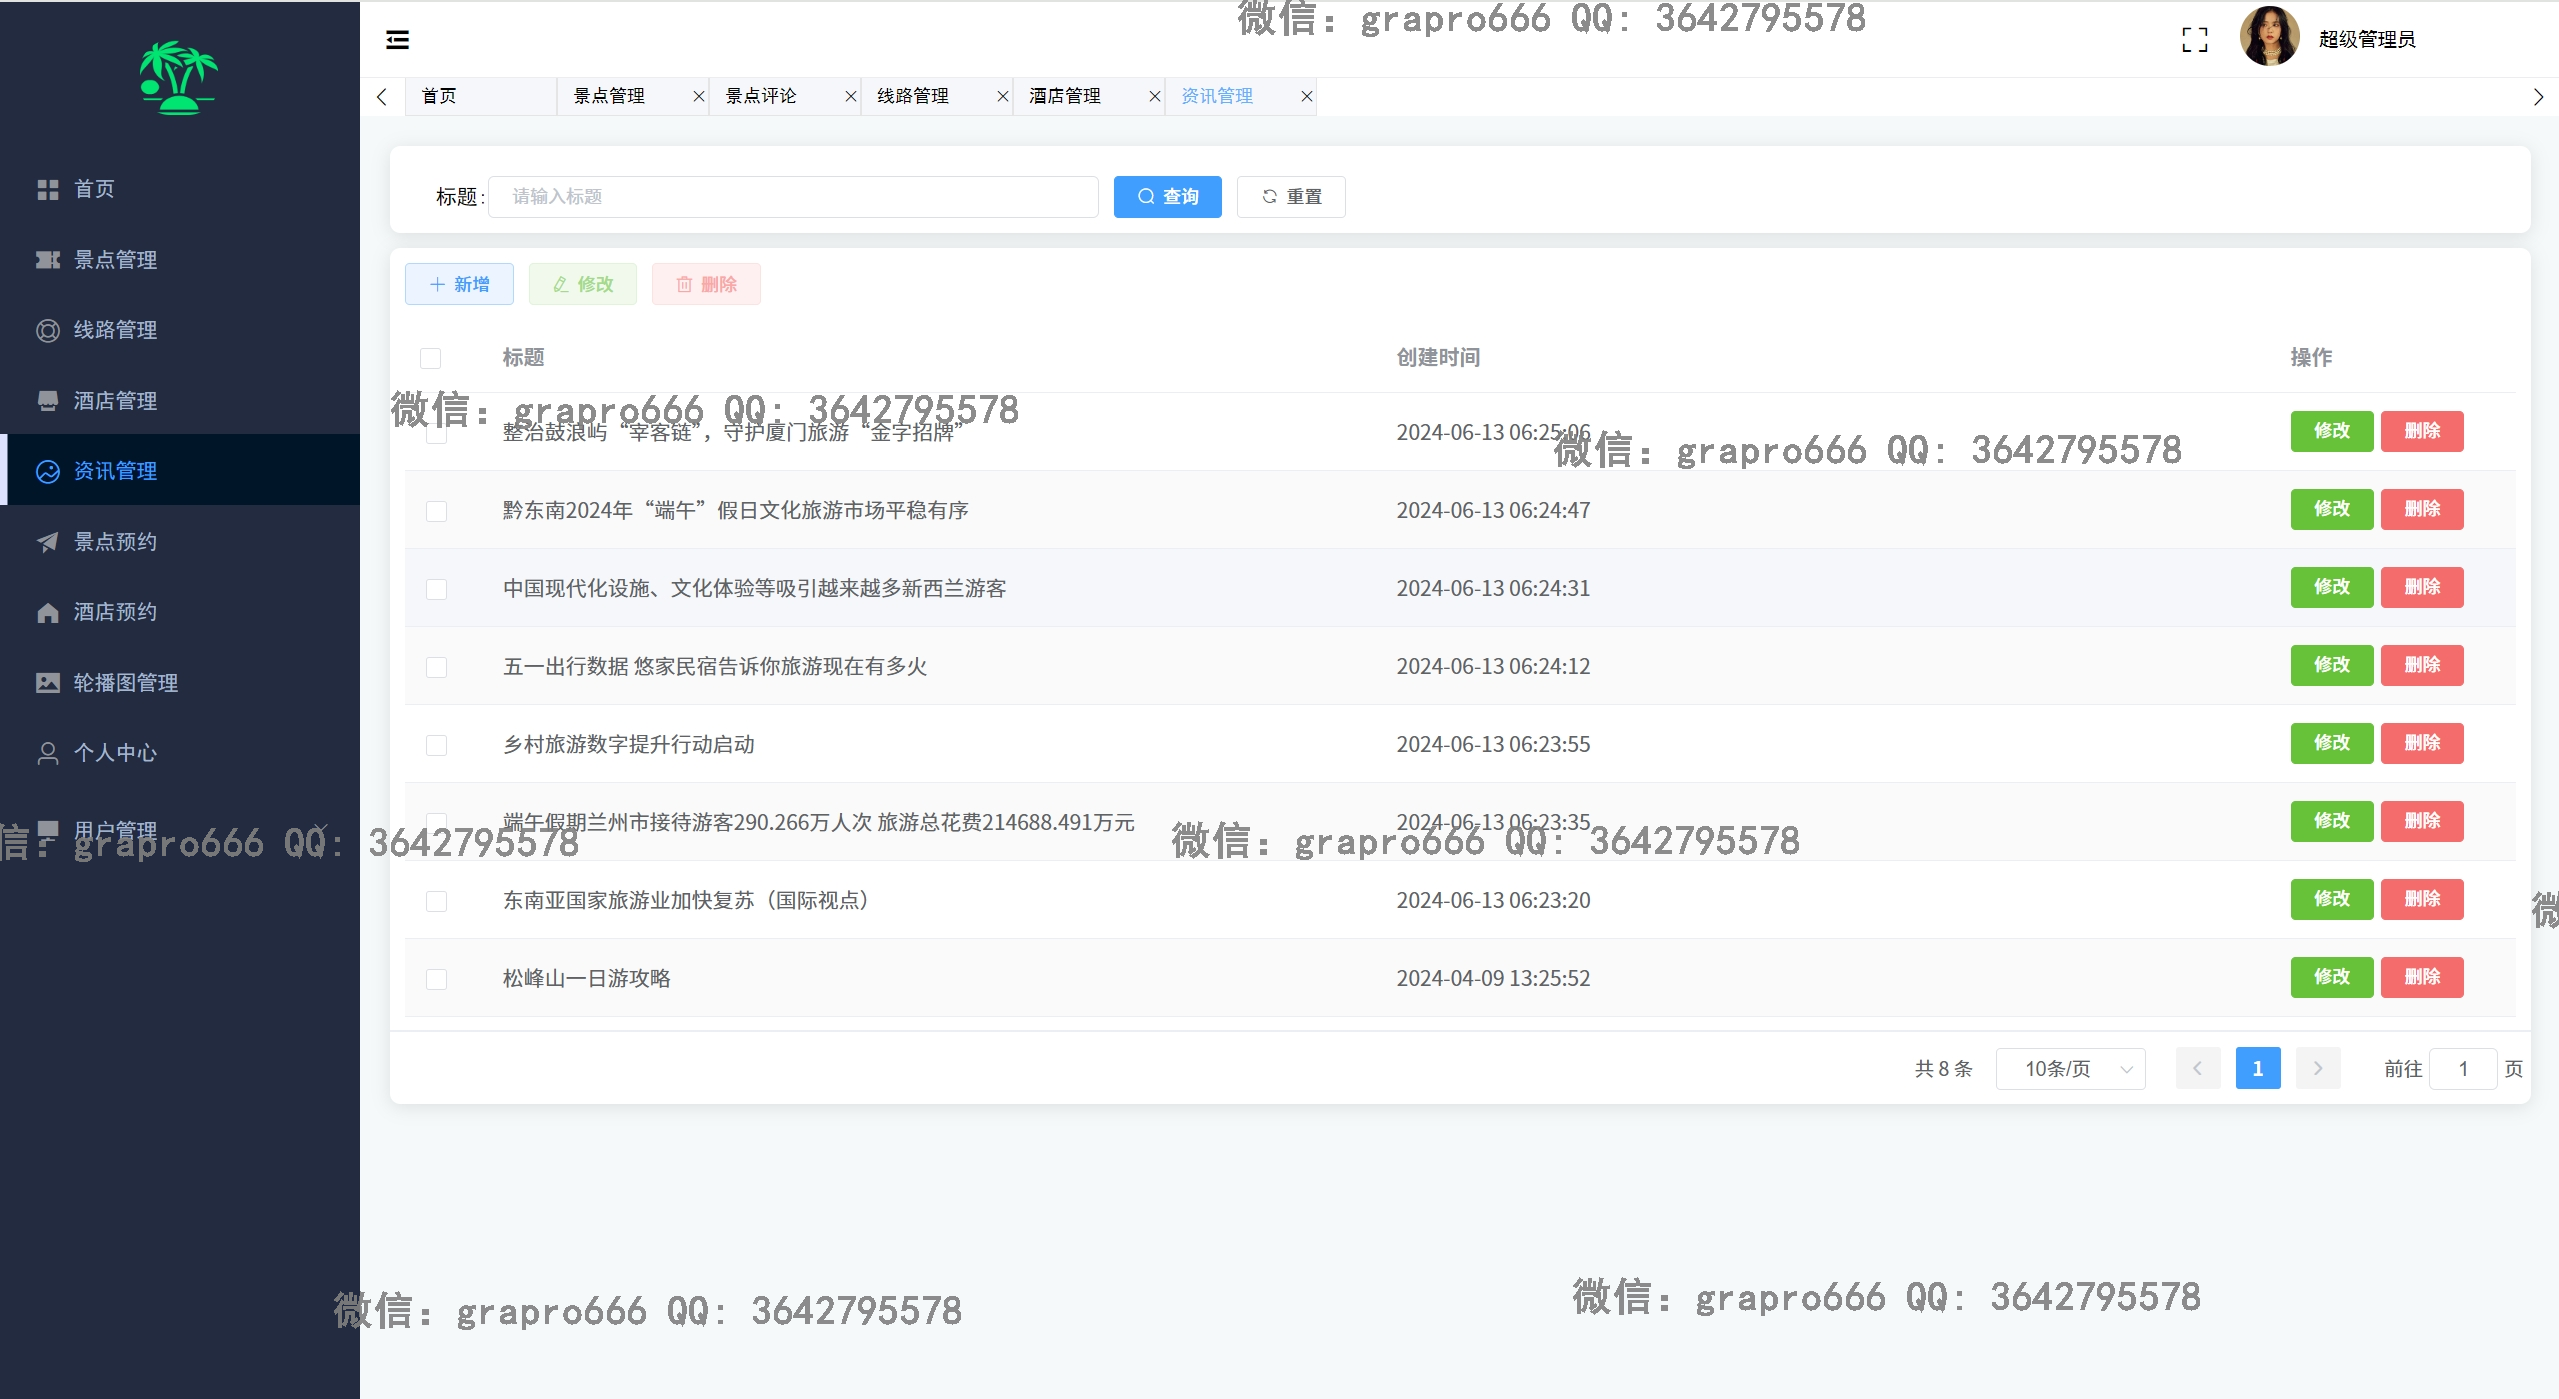 微信：grapro666 QQ: 3642795578
超级管理员
首页 景点管理 景点评论 线路管理 酒店管理 资讯管理
首页
景点管理
线路管理
酒店管理
资讯管理
景点预约
酒店预约
轮播图管理
个人中心
用户管理
标题: 请输入标题 查询 重置
新增 修改 删除
标题 创建时间 操作
微信：grapro666 QQ: 3642795578
整治鼓浪屿“宰客链”，守护厦门旅游“金字招牌” 2024-06-13 06:25:06 修改 删除
微信：grapro666 QQ: 3642795578
黔东南2024年“端午”假日文化旅游市场平稳有序 2024-06-13 06:24:47 修改 删除
中国现代化设施、文化体验等吸引越来越多新西兰游客 2024-06-13 06:24:31 修改 删除
五一出行数据 悠家民宿告诉你旅游现在有多火 2024-06-13 06:24:12 修改 删除
乡村旅游数字提升行动启动 2024-06-13 06:23:55 修改 删除
端午假期兰州市接待游客290.266万人次 旅游总花费214688.491万元 2024-06-13 06:23:35 修改 删除
信：grapro666 QQ: 3642795578
微信：grapro666 QQ: 3642795578
东南亚国家旅游业加快复苏（国际视点） 2024-06-13 06:23:20 修改 删除
微
松峰山一日游攻略 2024-04-09 13:25:52 修改 删除
共 8 条 10条/页 1 前往 1 页
微信：grapro666 QQ: 3642795578
微信：grapro666 QQ: 3642795578